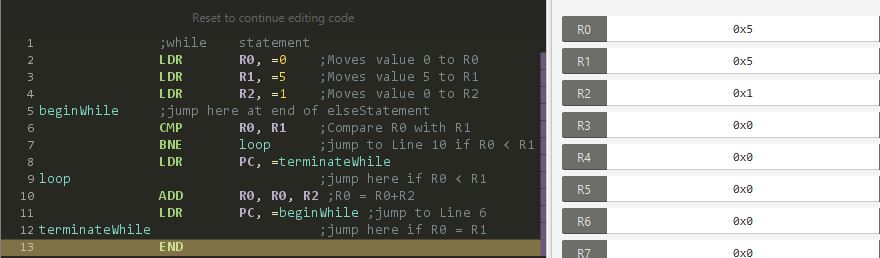 Reset to continue editing code
1 ;while statement
2 LDR R0, =0 ;Moves value 0 to R0
3 LDR R1, =5 ;Moves value 5 to R1
4 LDR R2, =1 ;Moves value 0 to R2
5 beginWhile ;jump here at end of elseStatement
6 CMP R0, R1 ;Compare R0 with R1
7 BNE loop ;jump to Line 10 if R0 < R1
8 LDR PC, =terminateWhile
9 loop ;jump here if R0 < R1
10 ADD R0, R0, R2 ;R0 = R0+R2
11 LDR PC, =beginWhile ;jump to Line 6
12 terminateWhile ;jump here if R0 = R1
13 END
R0 0x5
R1 0x5
R2 0x1
R3 0x0
R4 0x0
R5 0x0
R6 0x0
R7 0x0